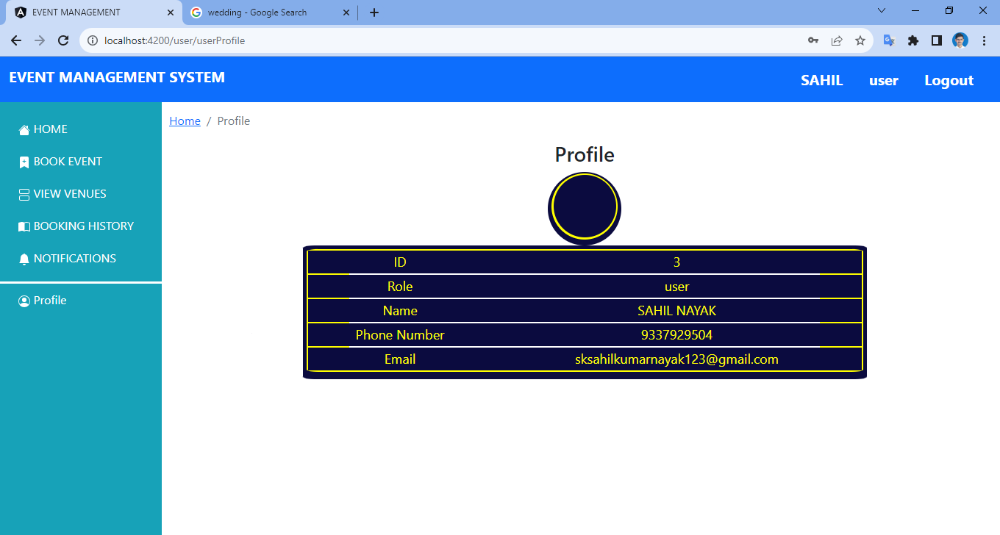 EVENT MANAGEMENT
wedding - Google Search
localhost:4200/user/userProfile
EVENT MANAGEMENT SYSTEM
SAHIL user Logout
HOME
BOOK EVENT
VIEW VENUES
BOOKING HISTORY
NOTIFICATIONS
Profile
Home / Profile
Profile
ID 3
Role user
Name SAHIL NAYAK
Phone Number 9337929504
Email sksahilkumarnayak123@gmail.com